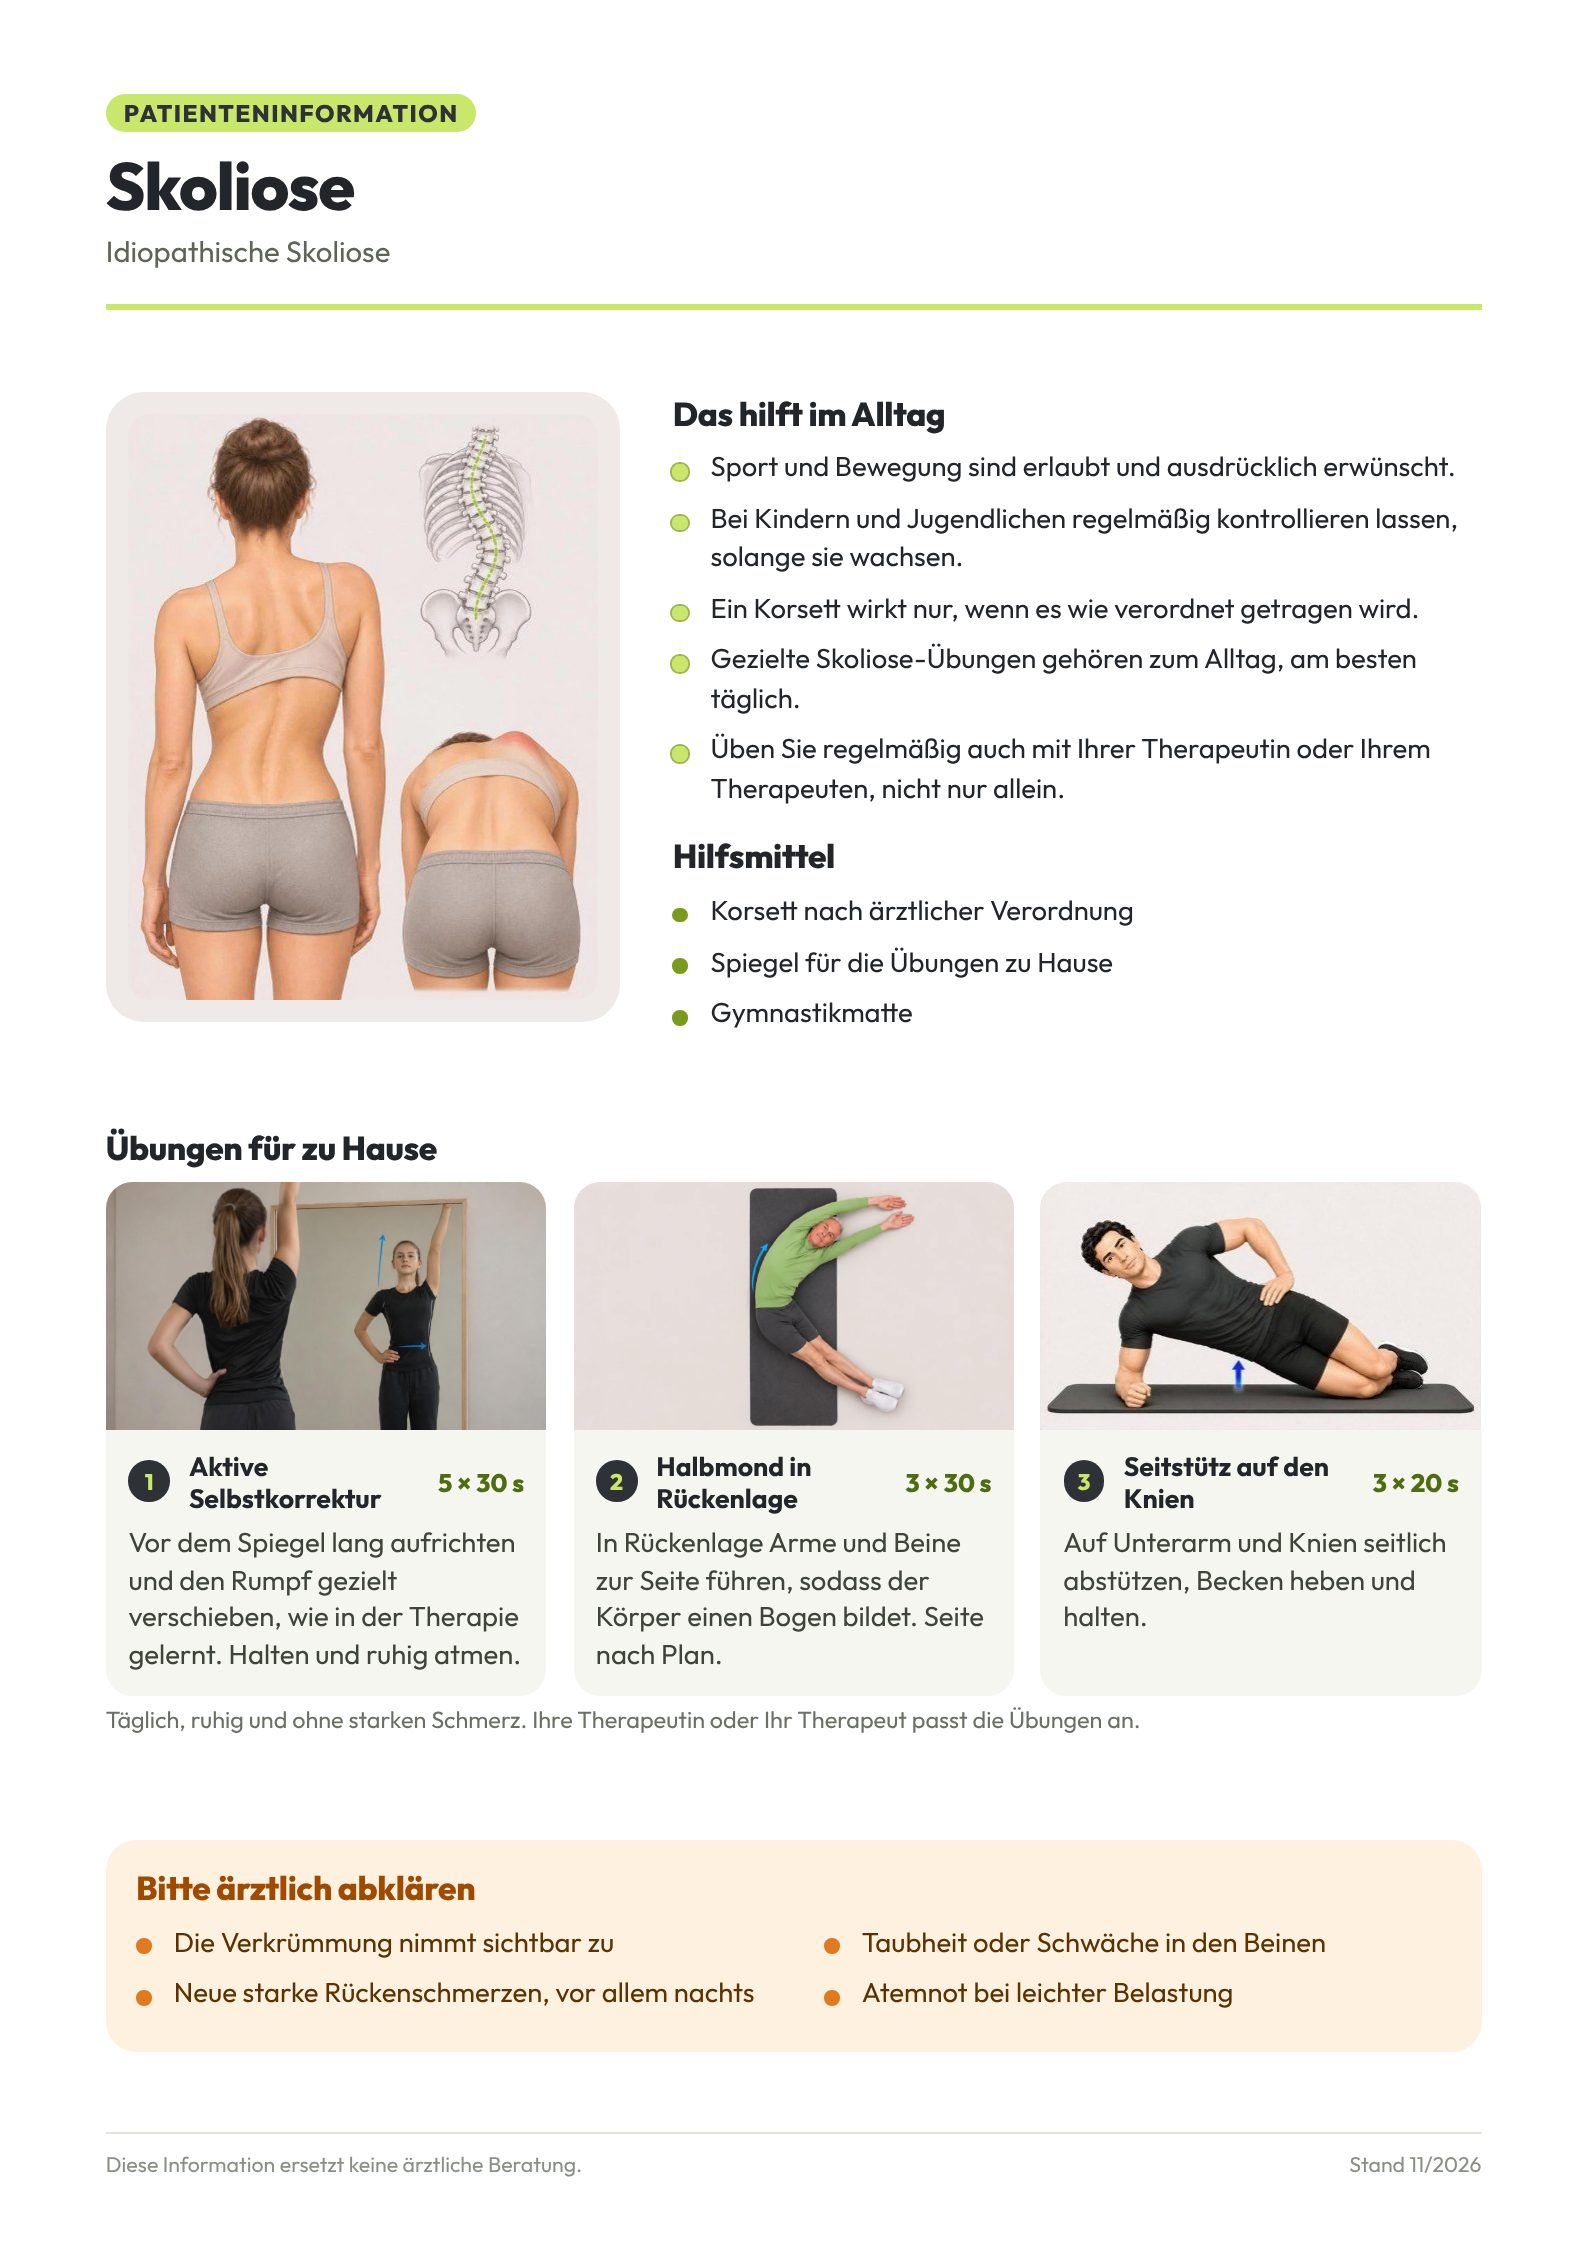 PATIENTENINFORMATION
Skoliose
Idiopathische Skoliose
Das hilft im Alltag
Sport und Bewegung sind erlaubt und ausdrücklich erwünscht.
Bei Kindern und Jugendlichen regelmäßig kontrollieren lassen,
solange sie wachsen.
Ein Korsett wirkt nur, wenn es wie verordnet getragen wird.
Gezielte Skoliose-Übungen gehören zum Alltag, am besten
täglich.
Üben Sie regelmäßig auch mit Ihrer Therapeutin oder Ihrem
Therapeuten, nicht nur allein.
Hilfsmittel
Korsett nach ärztlicher Verordnung
Spiegel für die Übungen zu Hause
Gymnastikmatte
Übungen für zu Hause
1 Aktive
Selbstkorrektur 5 × 30 s
Vor dem Spiegel lang aufrichten
und den Rumpf gezielt
verschieben, wie in der Therapie
gelernt. Halten und ruhig atmen.
2 Halbmond in
Rückenlage 3 × 30 s
In Rückenlage Arme und Beine
zur Seite führen, sodass der
Körper einen Bogen bildet. Seite
nach Plan.
3 Seitstütz auf den
Knien 3 × 20 s
Auf Unterarm und Knien seitlich
abstützen, Becken heben und
halten.
Täglich, ruhig und ohne starken Schmerz. Ihre Therapeutin oder Ihr Therapeut passt die Übungen an.
Bitte ärztlich abklären
Die Verkrümmung nimmt sichtbar zu
Neue starke Rückenschmerzen, vor allem nachts
Taubheit oder Schwäche in den Beinen
Atemnot bei leichter Belastung
Diese Information ersetzt keine ärztliche Beratung.
Stand 11/2026